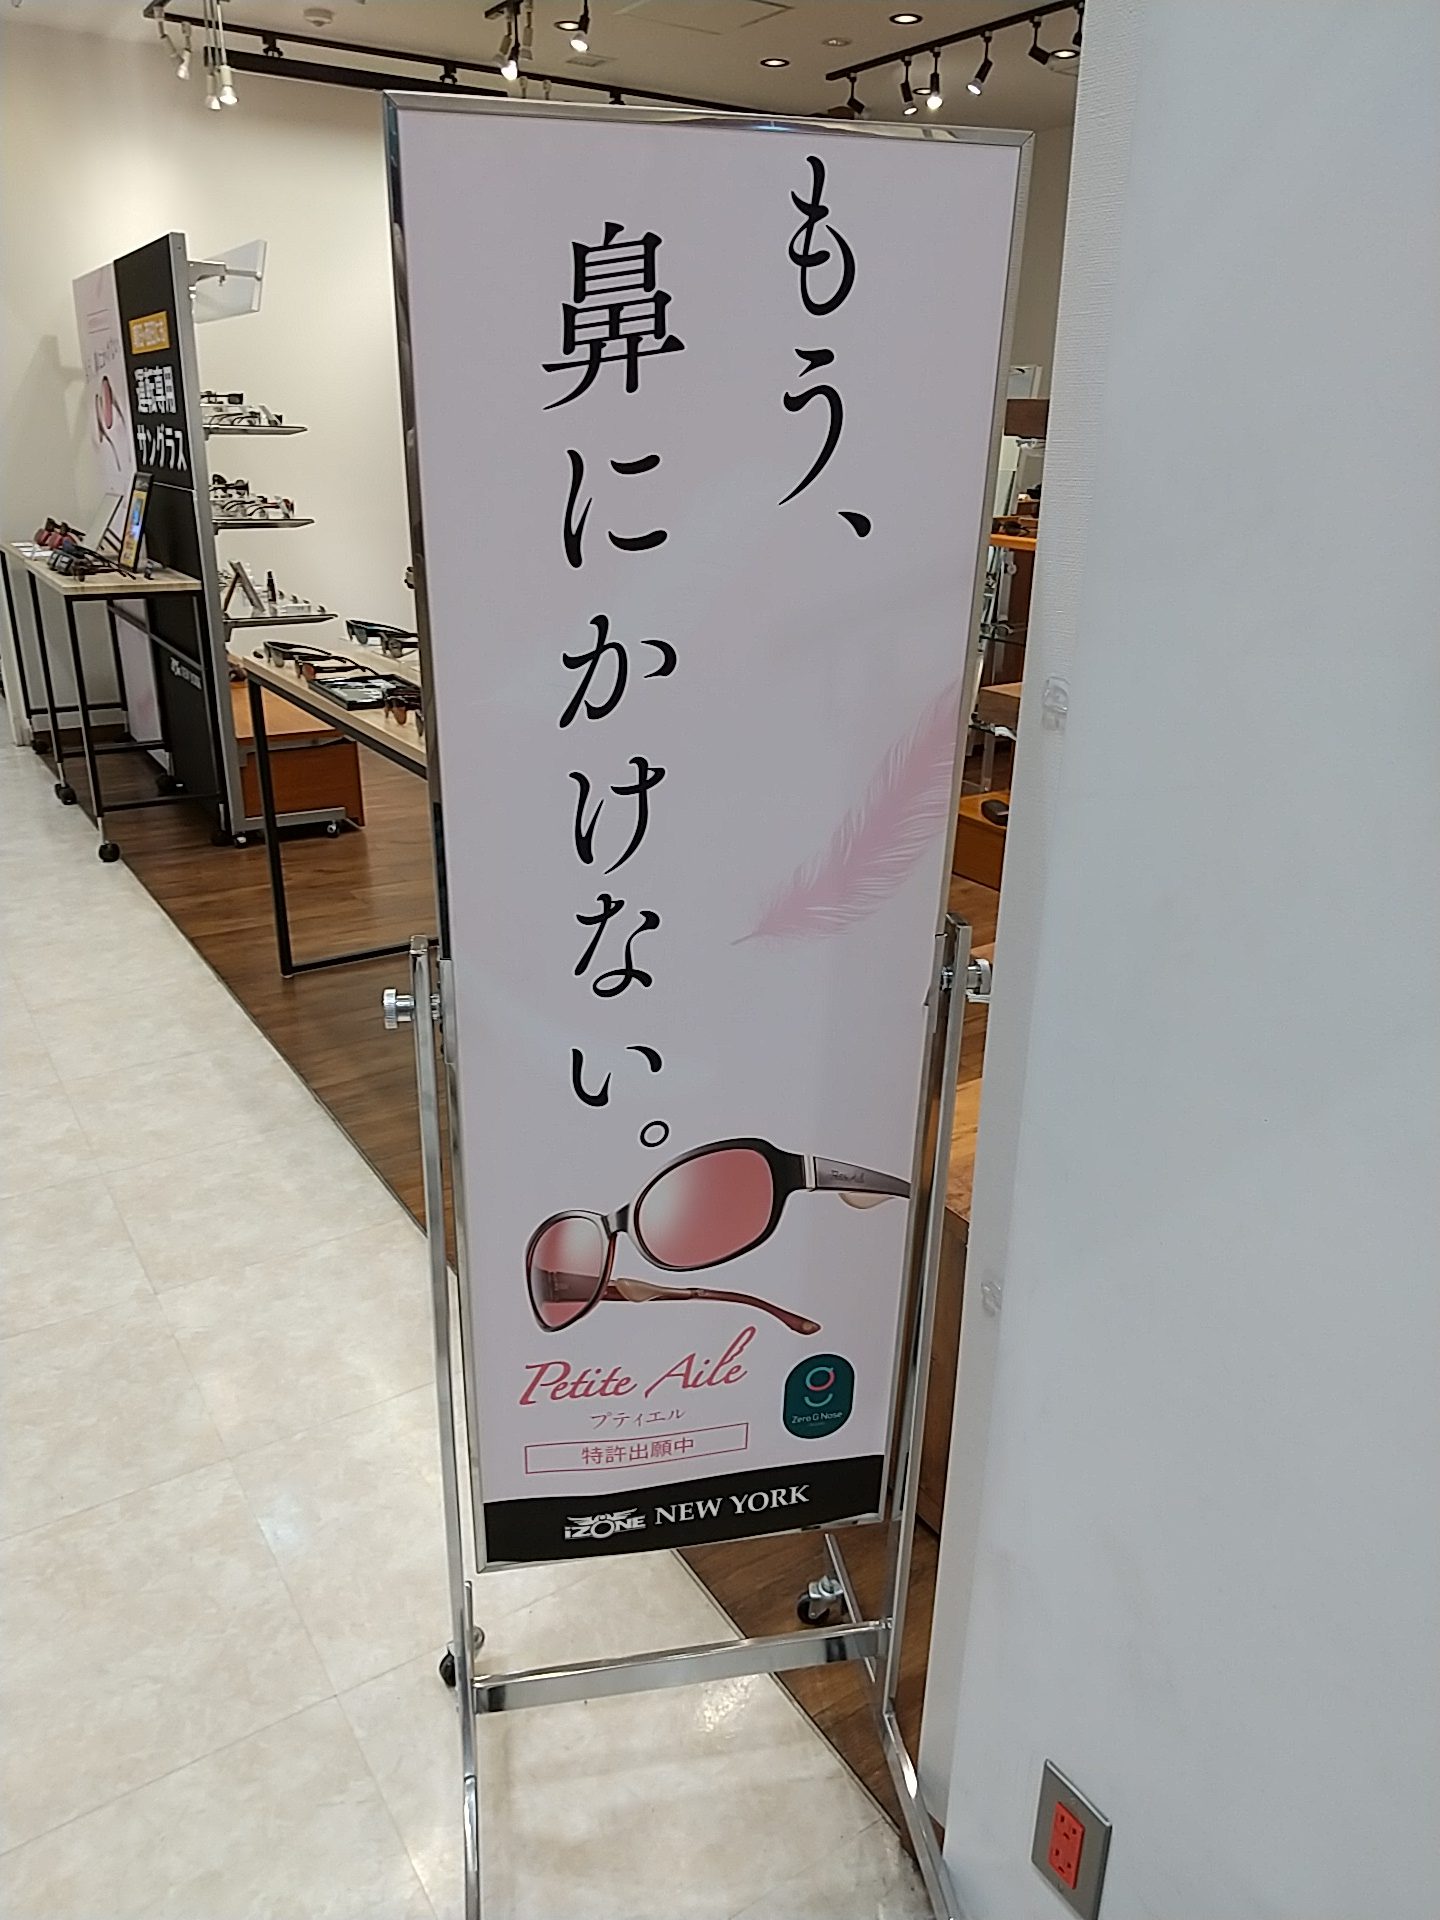 もう、
鼻にかけない。
Petite Aile
プティエル
特許出願中
Zero G Nose
iZONE NEW YORK
運転専用
サングラス